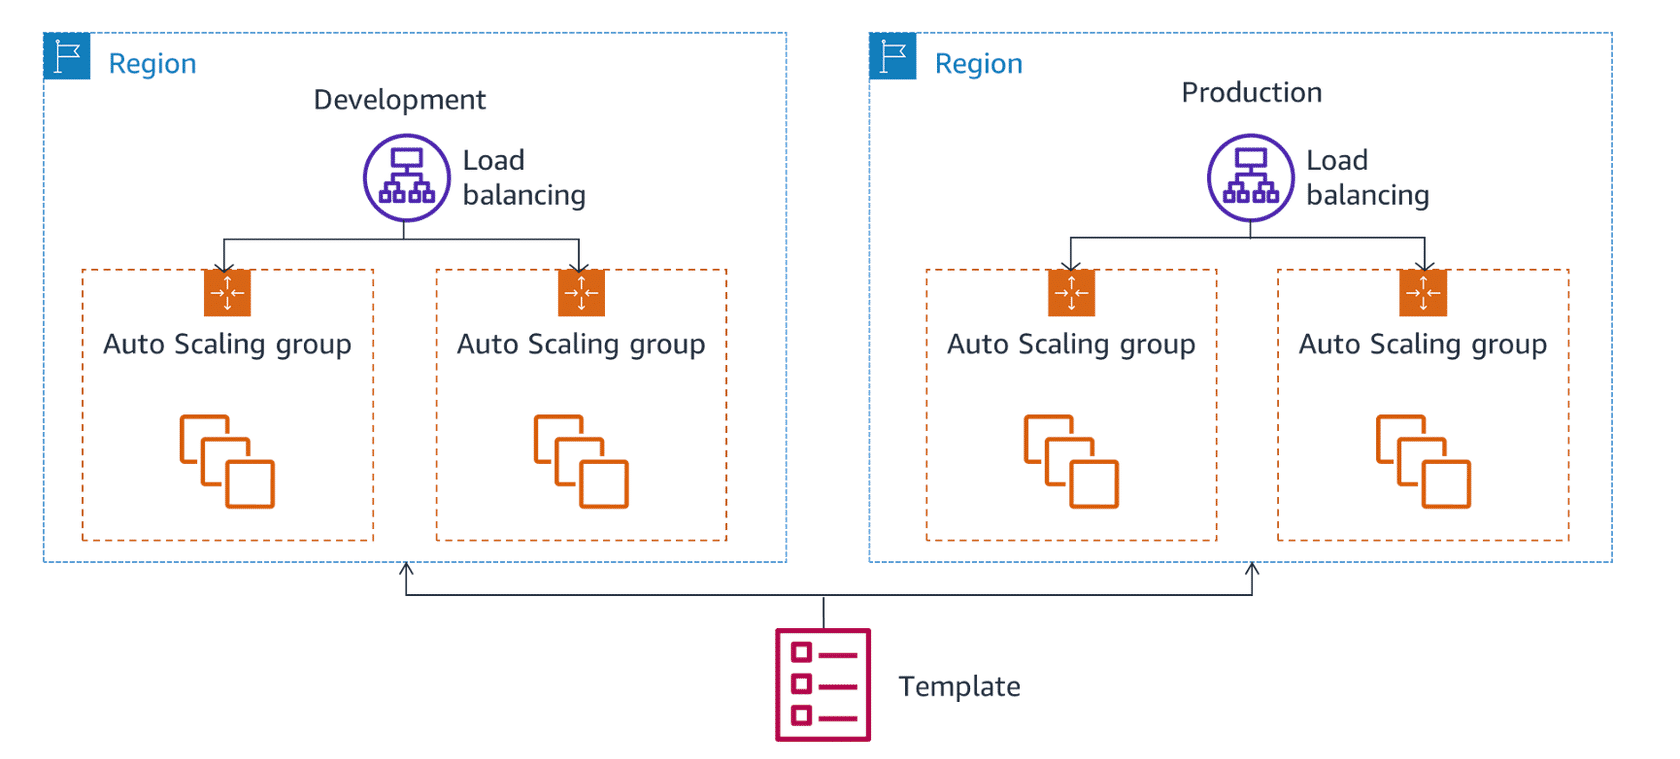 Region
Development
Load
balancing
Auto Scaling group
Auto Scaling group
Region
Production
Load
balancing
Auto Scaling group
Auto Scaling group
Template